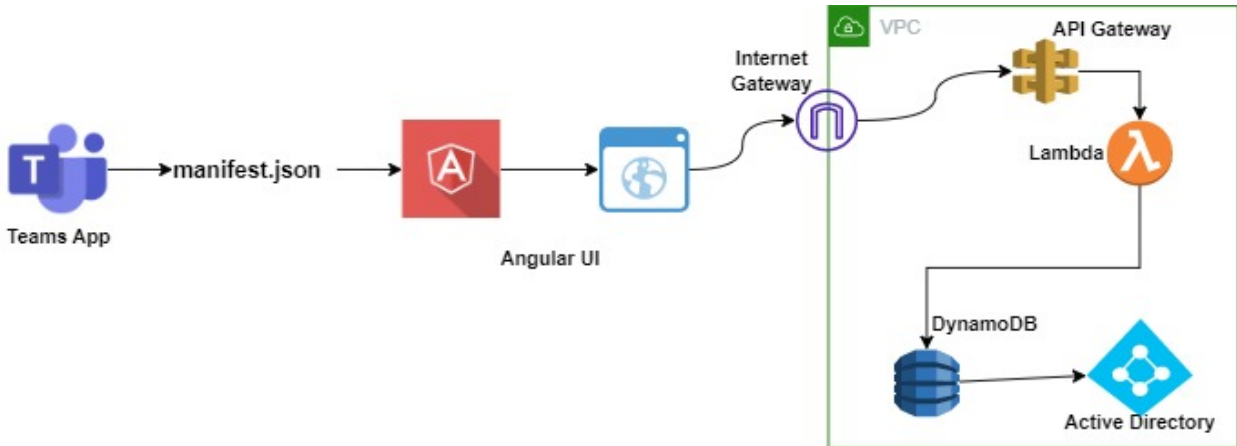 VPC
API Gateway
Internet
Gateway
T
manifest.json
A
Lambda
λ
Teams App
Angular UI
DynamoDB
Active Directory